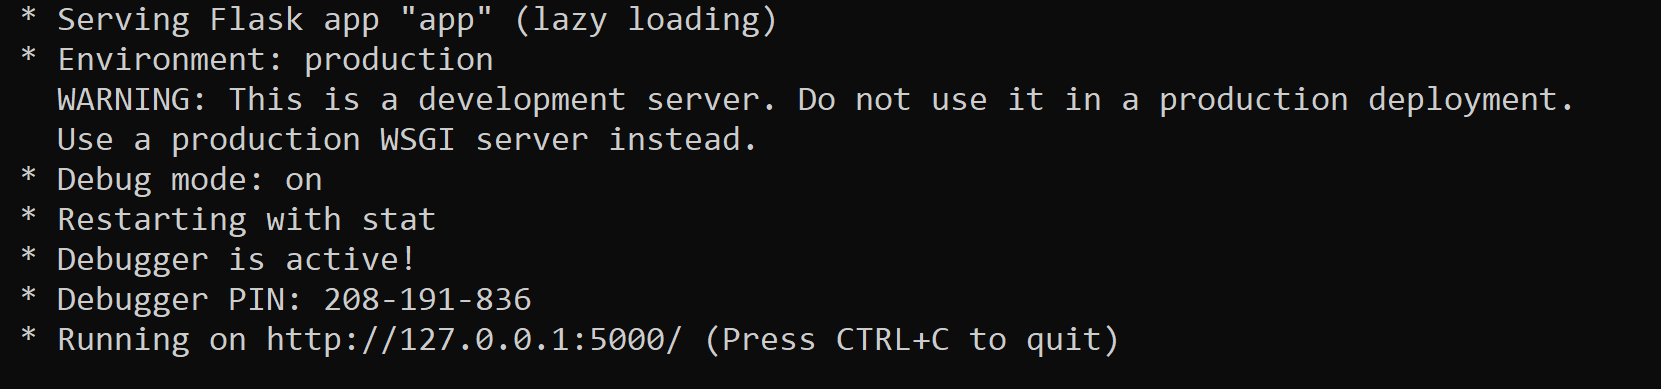 * Serving Flask app "app" (lazy loading)
* Environment: production
WARNING: This is a development server. Do not use it in a production deployment.
Use a production WSGI server instead.
* Debug mode: on
* Restarting with stat
* Debugger is active!
* Debugger PIN: 208-191-836
* Running on http://127.0.0.1:5000/ (Press CTRL+C to quit)